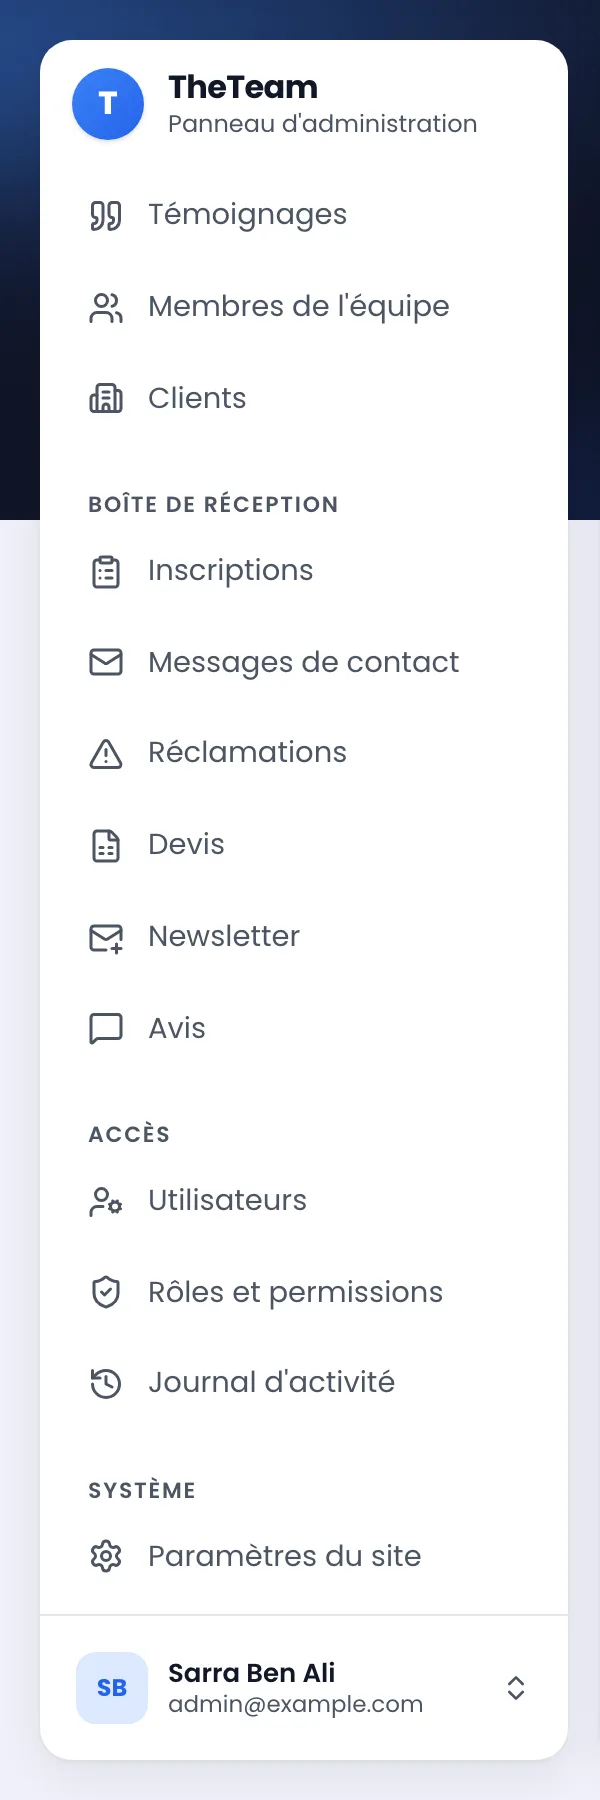 T
TheTeam
Panneau d'administration
Témoignages
Membres de l'équipe
Clients
BOÎTE DE RÉCEPTION
Inscriptions
Messages de contact
Réclamations
Devis
Newsletter
Avis
ACCÈS
Utilisateurs
Rôles et permissions
Journal d'activité
SYSTÈME
Paramètres du site
SB
Sarra Ben Ali
admin@example.com